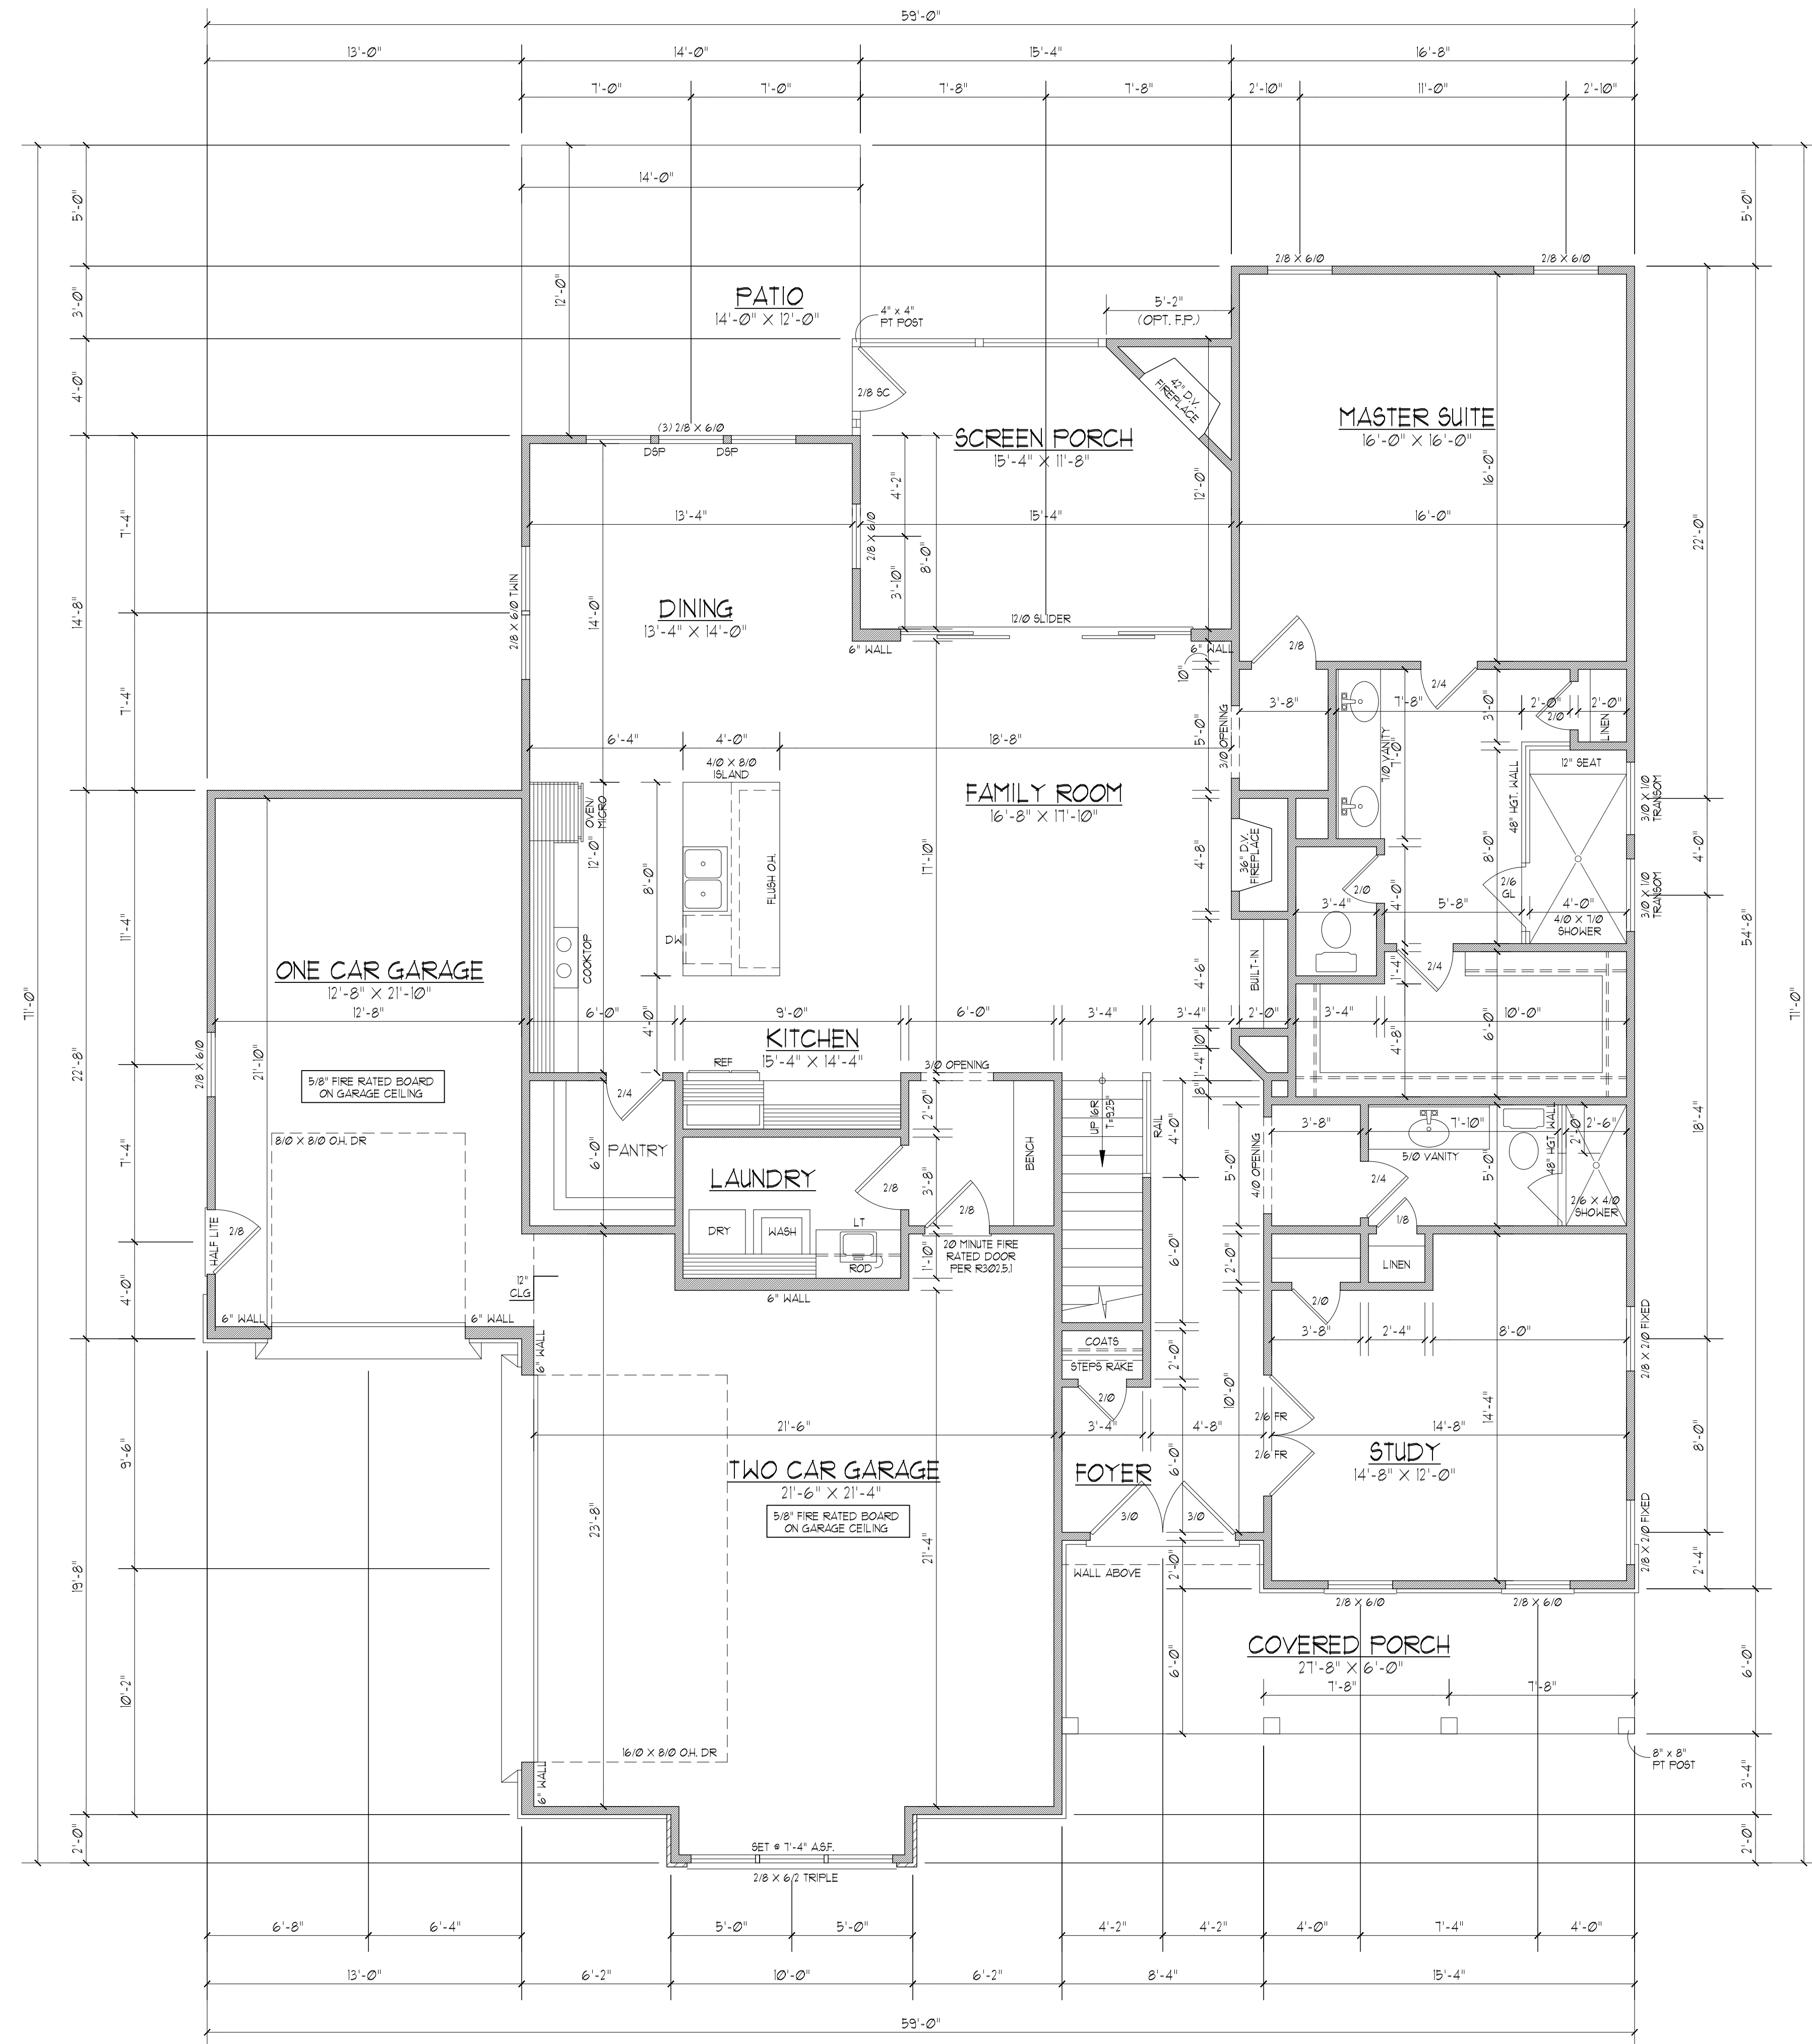 59'-0"
13'-0" 14'-0" 15'-4" 16'-8"
7'-0" 7'-0" 7'-8" 7'-8" 2'-10" 11'-0" 2'-10"
14'-0"
5'-0" 5'-0"
2/8 X 6/0 2/8 X 6/0
12'-0"
3'-0"
PATIO
14'-0" X 12'-0"
4" x 4"
PT POST
5'-2"
(OPT. F.P.)
4'-0"
2/8 SC
42" D.V.
FIREPLACE
MASTER SUITE
16'-0" X 16'-0"
(3) 2/8 X 6/0
DSP DSP
SCREEN PORCH
15'-4" X 11'-8"
16'-0"
4'-2"
12'-0"
13'-4" 15'-4" 16'-0"
7'-4"
2/8 X 6/0
8'-0"
22'-0"
3'-10"
14'-8"
2/8 X 6/0 TWIN
14'-0"
DINING
13'-4" X 14'-0"
12/0 SLIDER
6" WALL 6" WALL
2/8
10"
2/4
7'-4"
3'-8" 7'-8" 2'-0" 2'-0"
3'-0"
2/0
LINEN
3/0 OPENING
5'-0"
7/0 VANITY
7'-0"
6'-4" 4'-0" 18'-8"
4/0 X 8/0
ISLAND
12" SEAT
OVEN/
MICRO
FAMILY ROOM
16'-8" X 17'-10"
48" HGT. WALL
3/0 X 1/0
TRANSOM
12'-0"
8'-0"
FLUSH O.H.
17'-10"
4'-8"
36" D.V.
FIREPLACE
8'-0"
4'-0"
2/0
4'-0"
2/6
GL
3/0 X 1/0
TRANSOM
3'-4" 5'-8" 4'-0"
4/0 X 7/0
SHOWER
11'-4"
COOKTOP
DW
54'-8"
ONE CAR GARAGE
12'-8" X 21'-10"
4'-6"
BUILT-IN
1'-4"
2/4
71'-0" 71'-0"
12'-8" 6'-0" 9'-0" 6'-0" 3'-4" 3'-4" 2'-0" 3'-4" 10'-0"
4'-0"
KITCHEN
15'-4" X 14'-4"
10"
4'-8"
6'-0"
2/8 X 6/0
22'-8"
21'-10"
REF
3/0 OPENING
1'-4"
5/8" FIRE RATED BOARD
ON GARAGE CEILING
2/4
2'-0"
UP 16R
T=9.25"
RAIL
4'-0"
8"
8/0 X 8/0 O.H. DR
6'-0"
PANTRY
3'-8" 7'-10" 2'-6"
2'-0"
18'-4"
7'-4"
LAUNDRY
3'-8"
BENCH
4/0 OPENING
5'-0"
5/0 VANITY
5'-0"
48" HGT. WALL
2/8
2/8
2/4
2/6 X 4/0
SHOWER
1/8
HALF LITE
2/8
DRY WASH LT
ROD
20 MINUTE FIRE
RATED DOOR
PER R302.5.1
1'-10"
6'-0"
2'-0"
LINEN
12"
CLG
6" WALL
4'-0"
2/0
6" WALL 6" WALL
6" WALL
COATS
STEPS RAKE
2'-0"
3'-8" 2'-4" 8'-0"
2/8 X 2/0 FIXED
2/0
10'-0"
21'-6" 3'-4" 4'-8" 14'-8"
2/6 FR
2/6 FR
14'-4"
8'-0"
9'-6"
TWO CAR GARAGE
21'-6" X 21'-4"
5/8" FIRE RATED BOARD
ON GARAGE CEILING
FOYER
6'-0"
STUDY
14'-8" X 12'-0"
3/0 3/0
23'-8"
21'-4"
2/8 X 2/0 FIXED
2'-4"
WALL ABOVE
2'-0"
19'-8"
2/8 X 6/0 2/8 X 6/0
COVERED PORCH
27'-8" X 6'-0"
6'-0"
6'-0"
7'-8" 7'-8"
10'-2"
16/0 X 8/0 O.H. DR
6" WALL
8" x 8"
PT POST
3'-4"
2'-0" 2'-0"
SET @ 7'-4" A.S.F.
2/8 X 6/2 TRIPLE
6'-8" 6'-4" 5'-0" 5'-0" 4'-2" 4'-2" 4'-0" 7'-4" 4'-0"
13'-0" 6'-2" 10'-0" 6'-2" 8'-4" 15'-4"
59'-0"